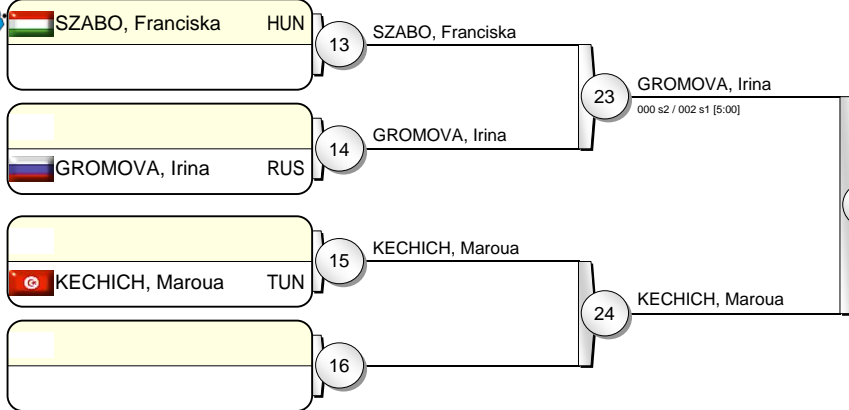 SZABO, Franciska HUN
13
SZABO, Franciska
23
GROMOVA, Irina
000 s2 / 002 s1 [5:00]
14
GROMOVA, Irina
GROMOVA, Irina RUS
15
KECHICH, Maroua
KECHICH, Maroua TUN
24
KECHICH, Maroua
16